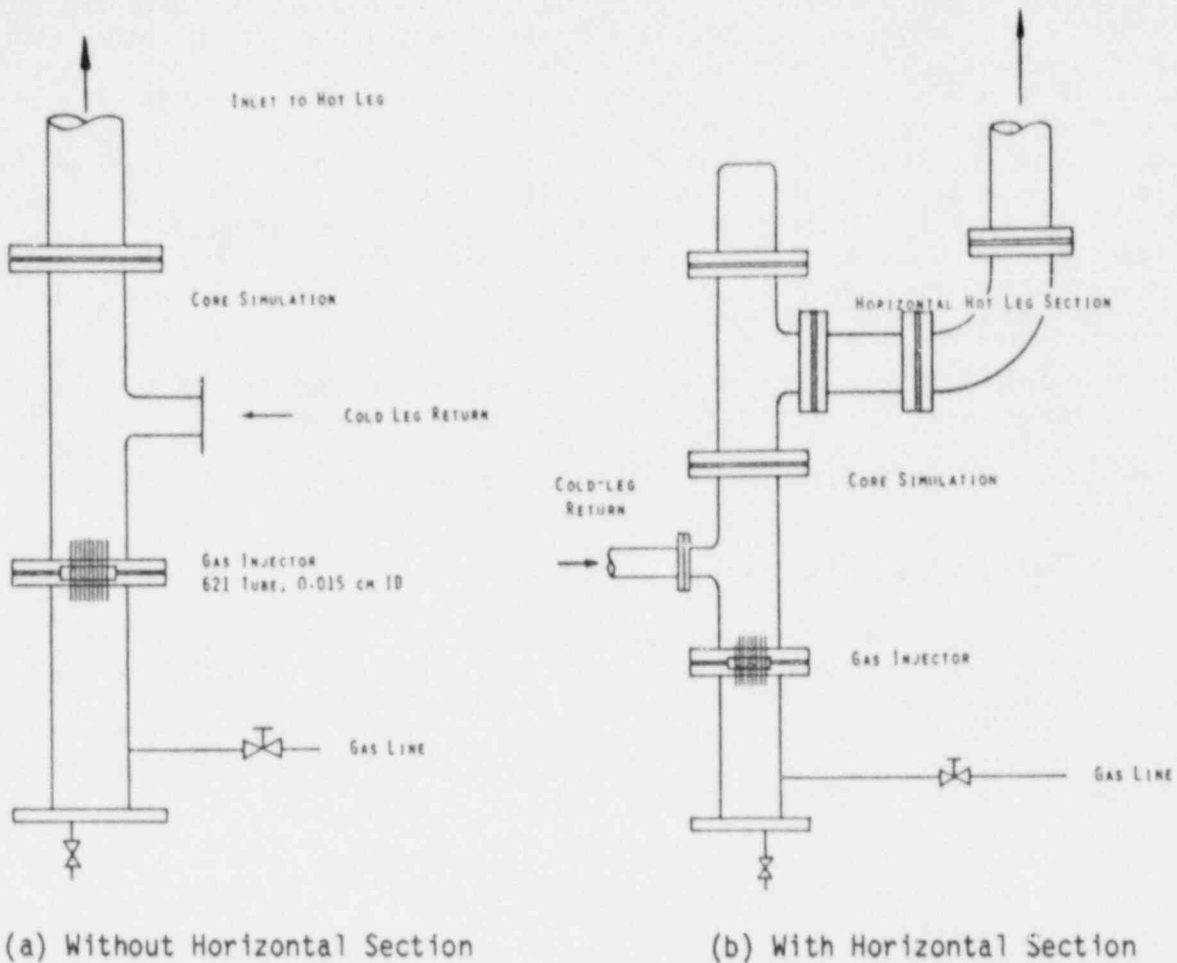 INLET TO HOT LEG
CORE SIMULATION
COLD LEG RETURN
GAS INJECTOR
621 TUBE, 0.015 CM ID
GAS LINE
(a) Without Horizontal Section
HORIZONTAL HOT LEG SECTION
CORE SIMULATION
COLD-LEG
RETURN
GAS INJECTOR
GAS LINE
(b) With Horizontal Section